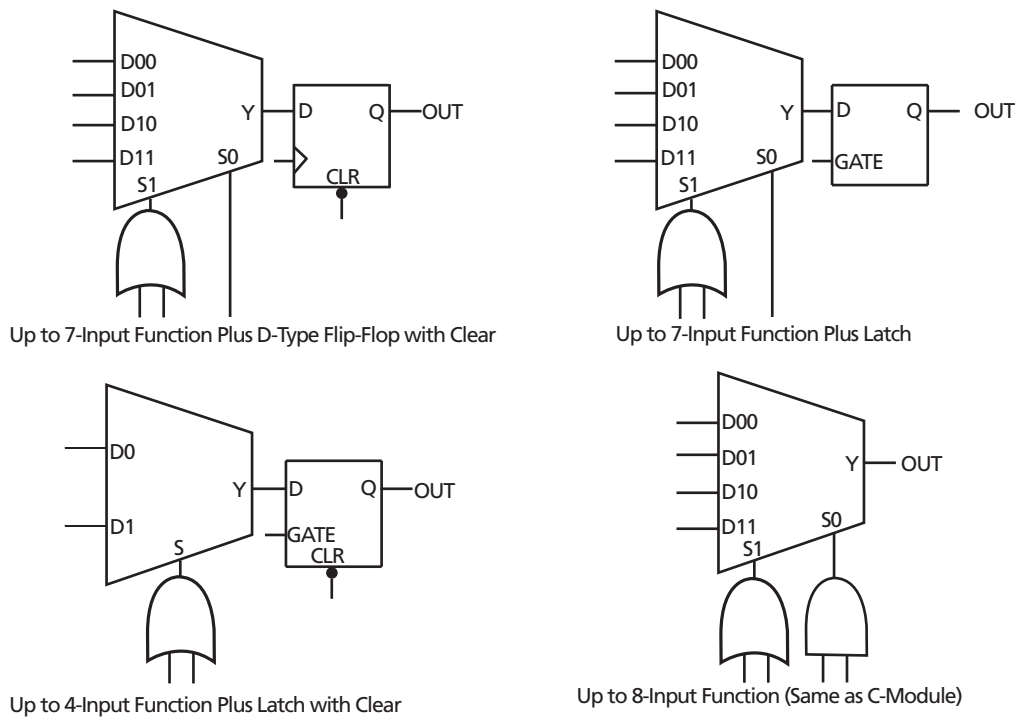 D00
D01
D10
D11
S1
S0
Y
D
Q
OUT
CLR
Up to 7-Input Function Plus D-Type Flip-Flop with Clear
D00
D01
D10
D11
S1
S0
Y
D
Q
OUT
GATE
Up to 7-Input Function Plus Latch
D0
D1
S
Y
D
Q
OUT
GATE
CLR
Up to 4-Input Function Plus Latch with Clear
D00
D01
D10
D11
S1
S0
Y
OUT
Up to 8-Input Function (Same as C-Module)